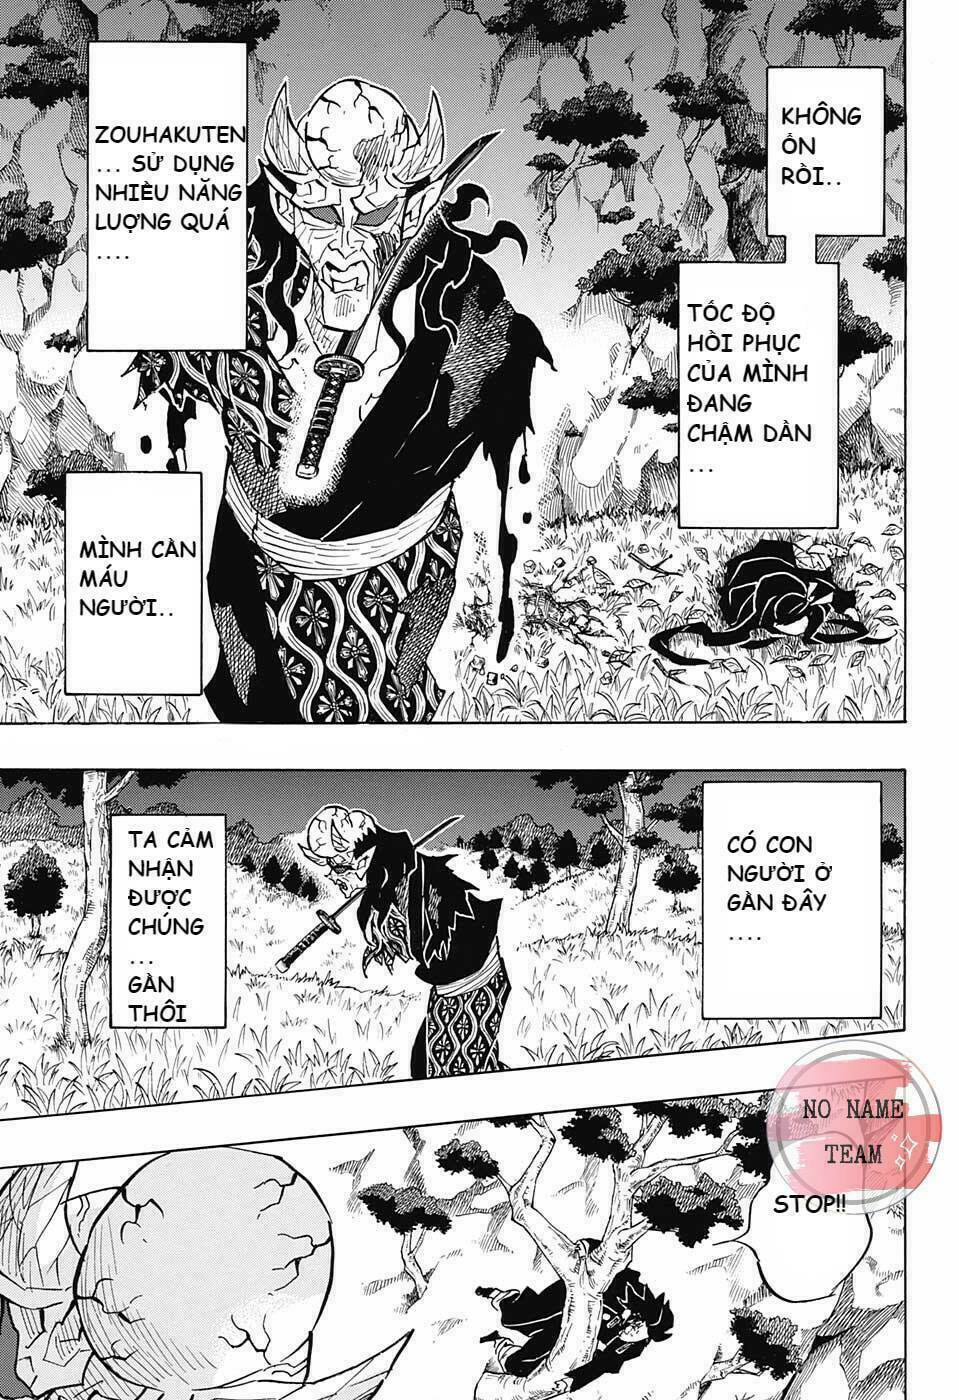 KHÔNG
ỔN
RỒI..
TỐC ĐỘ
HỒI PHỤC
CỦA MÌNH
ĐANG
CHẬM DẦN
...
ZOUHAKUTEN
... SỬ DỤNG
NHIÈU NĂNG
LƯỢNG QUÁ
....
MÌNH CẦN
MÁU
NGƯỜI..
CÓ CON
NGƯỜI Ở
GẦN ĐÂY
....
TA CẢM
NHẬN
ĐƯỢC
CHÚNG
...
GẦN
THÔI
NO NAME
TEAM
STOP!!